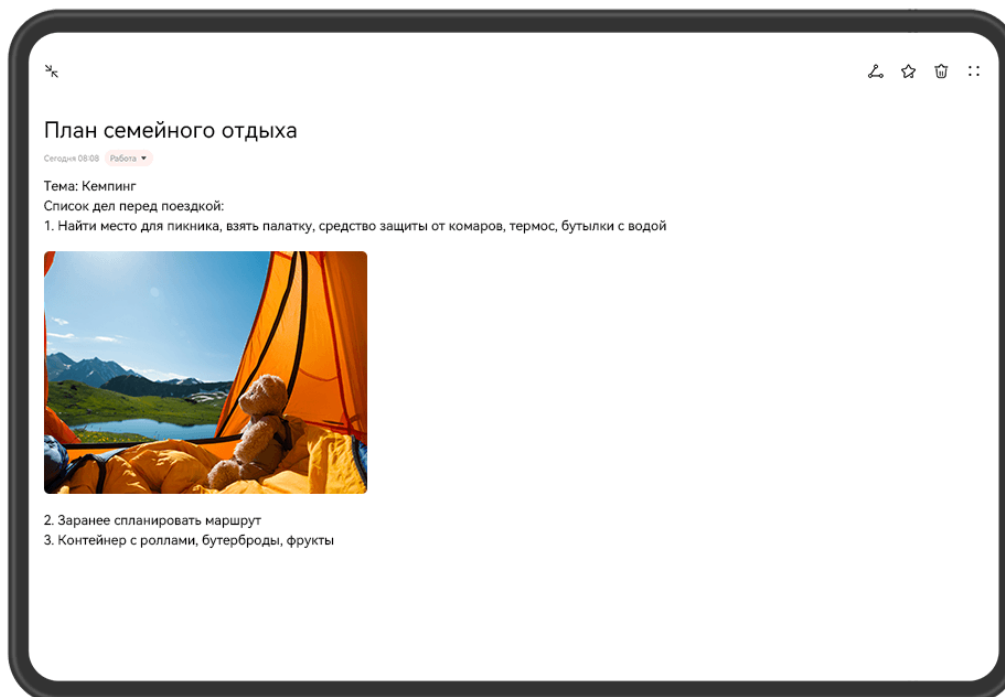 План семейного отдыха
Сегодня 08:08 Работа
Тема: Кемпинг
Список дел перед поездкой:
1. Найти место для пикника, взять палатку, средство защиты от комаров, термос, бутылки с водой
2. Заранее спланировать маршрут
3. Контейнер с роллами, бутерброды, фрукты